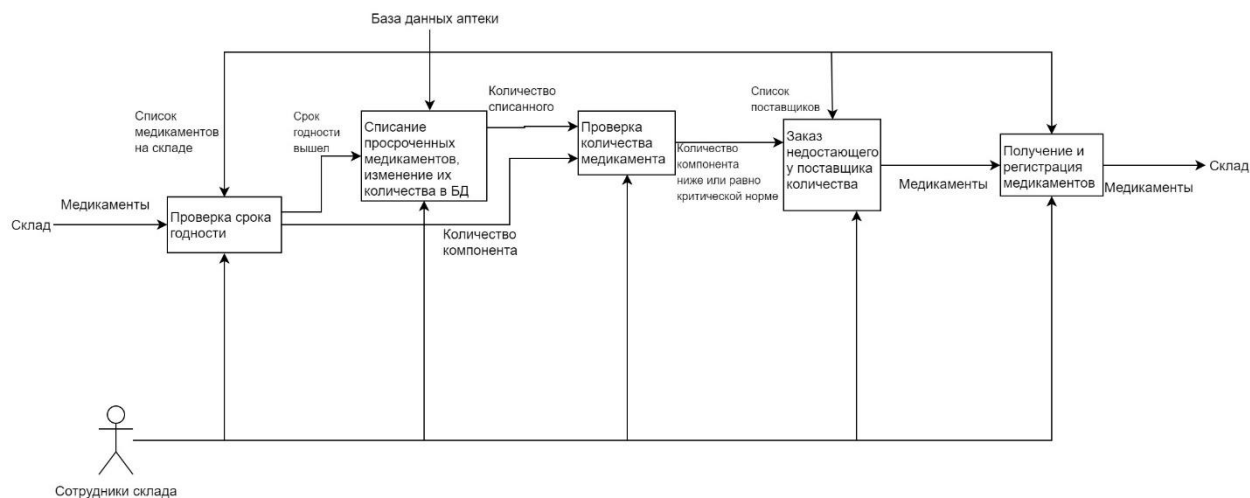 База данных аптеки
Список
медикаментов
на складе
Срок
годности
вышел
Списание
просроченных
медикаментов,
изменение их
количества в БД
Количество
списанного
Проверка
количества
медикамента
Список
поставщиков
Заказ
недостающего
у поставщика
количества
Получение и
регистрация
медикаментов
Склад
Медикаменты
Медикаменты
Количество
компонента
ниже или равно
критической норме
Склад
Медикаменты
Проверка срока
годности
Количество
компонента
Сотрудники склада